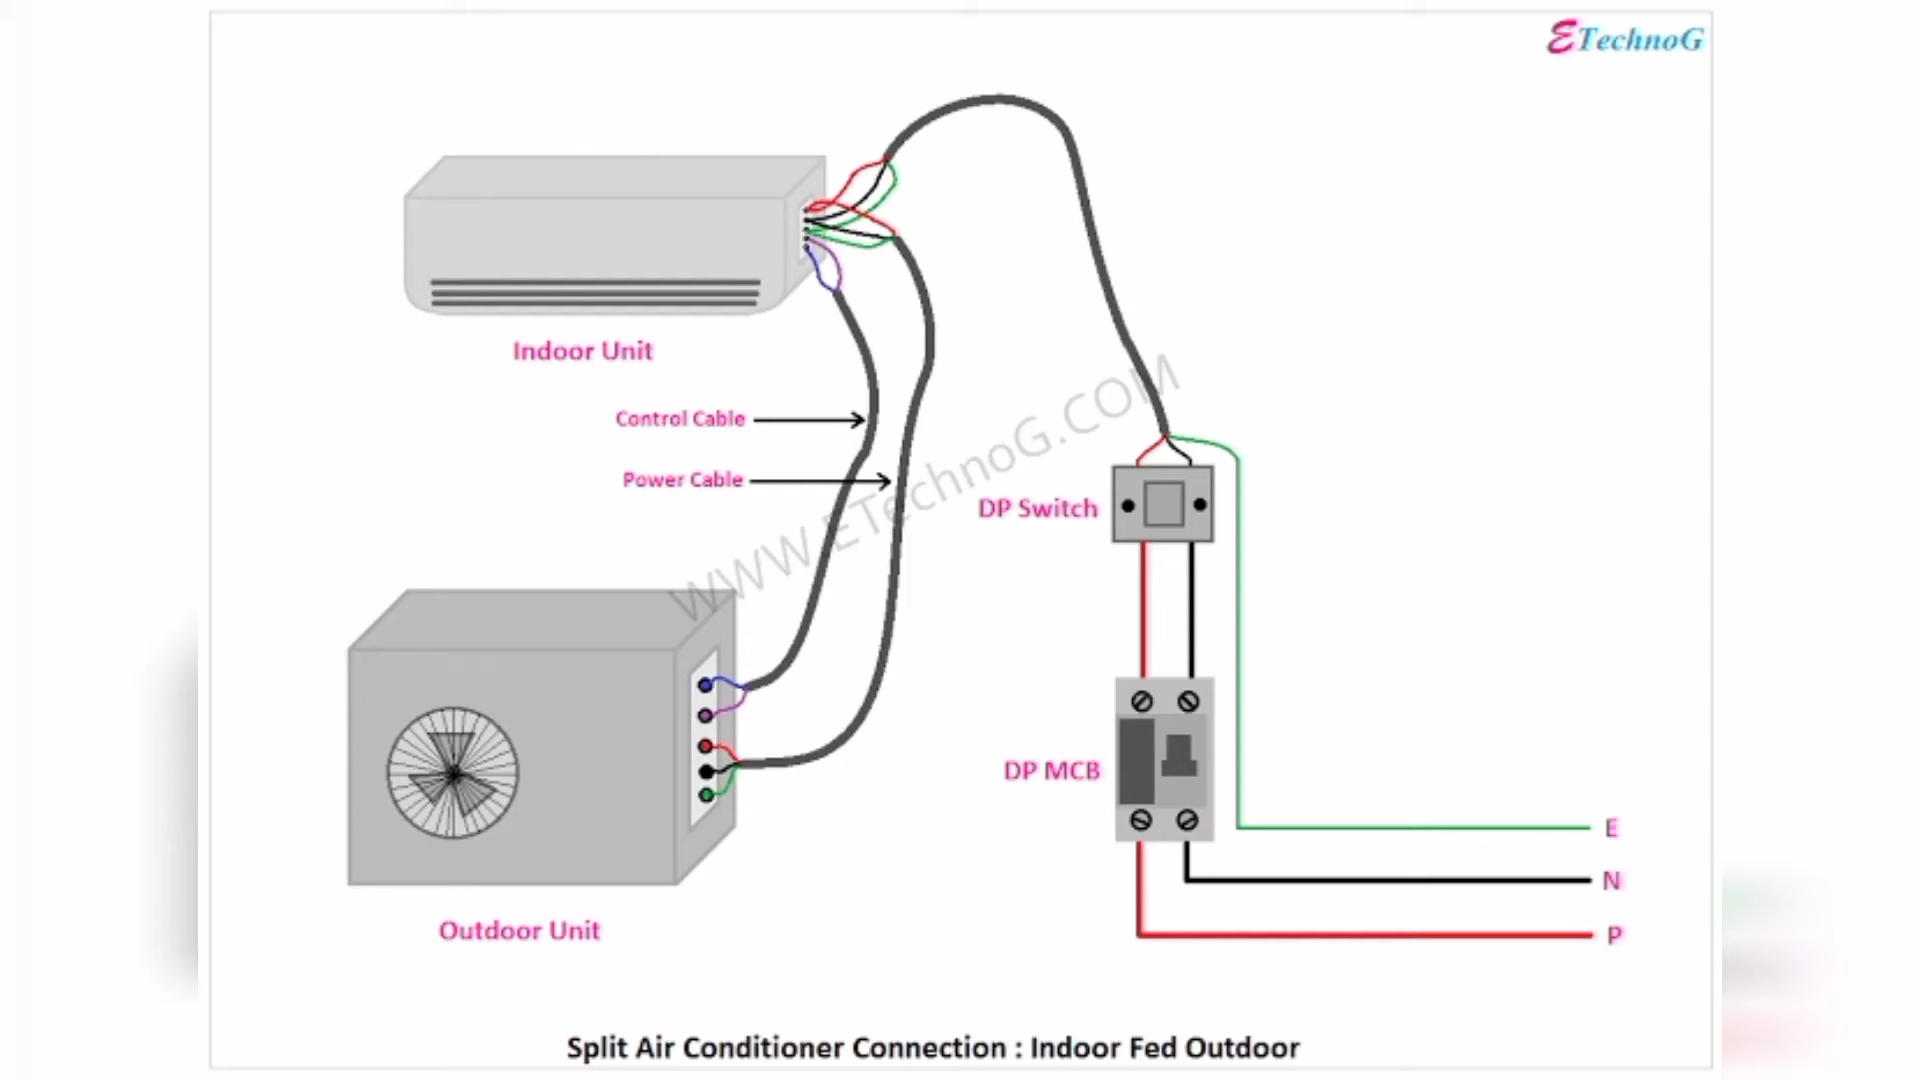 ETechnoG
Indoor Unit
Control Cable
Power Cable
WWW.ETechnoG.COM
DP Switch
DP MCB
E
N
P
Outdoor Unit
Split Air Conditioner Connection : Indoor Fed Outdoor